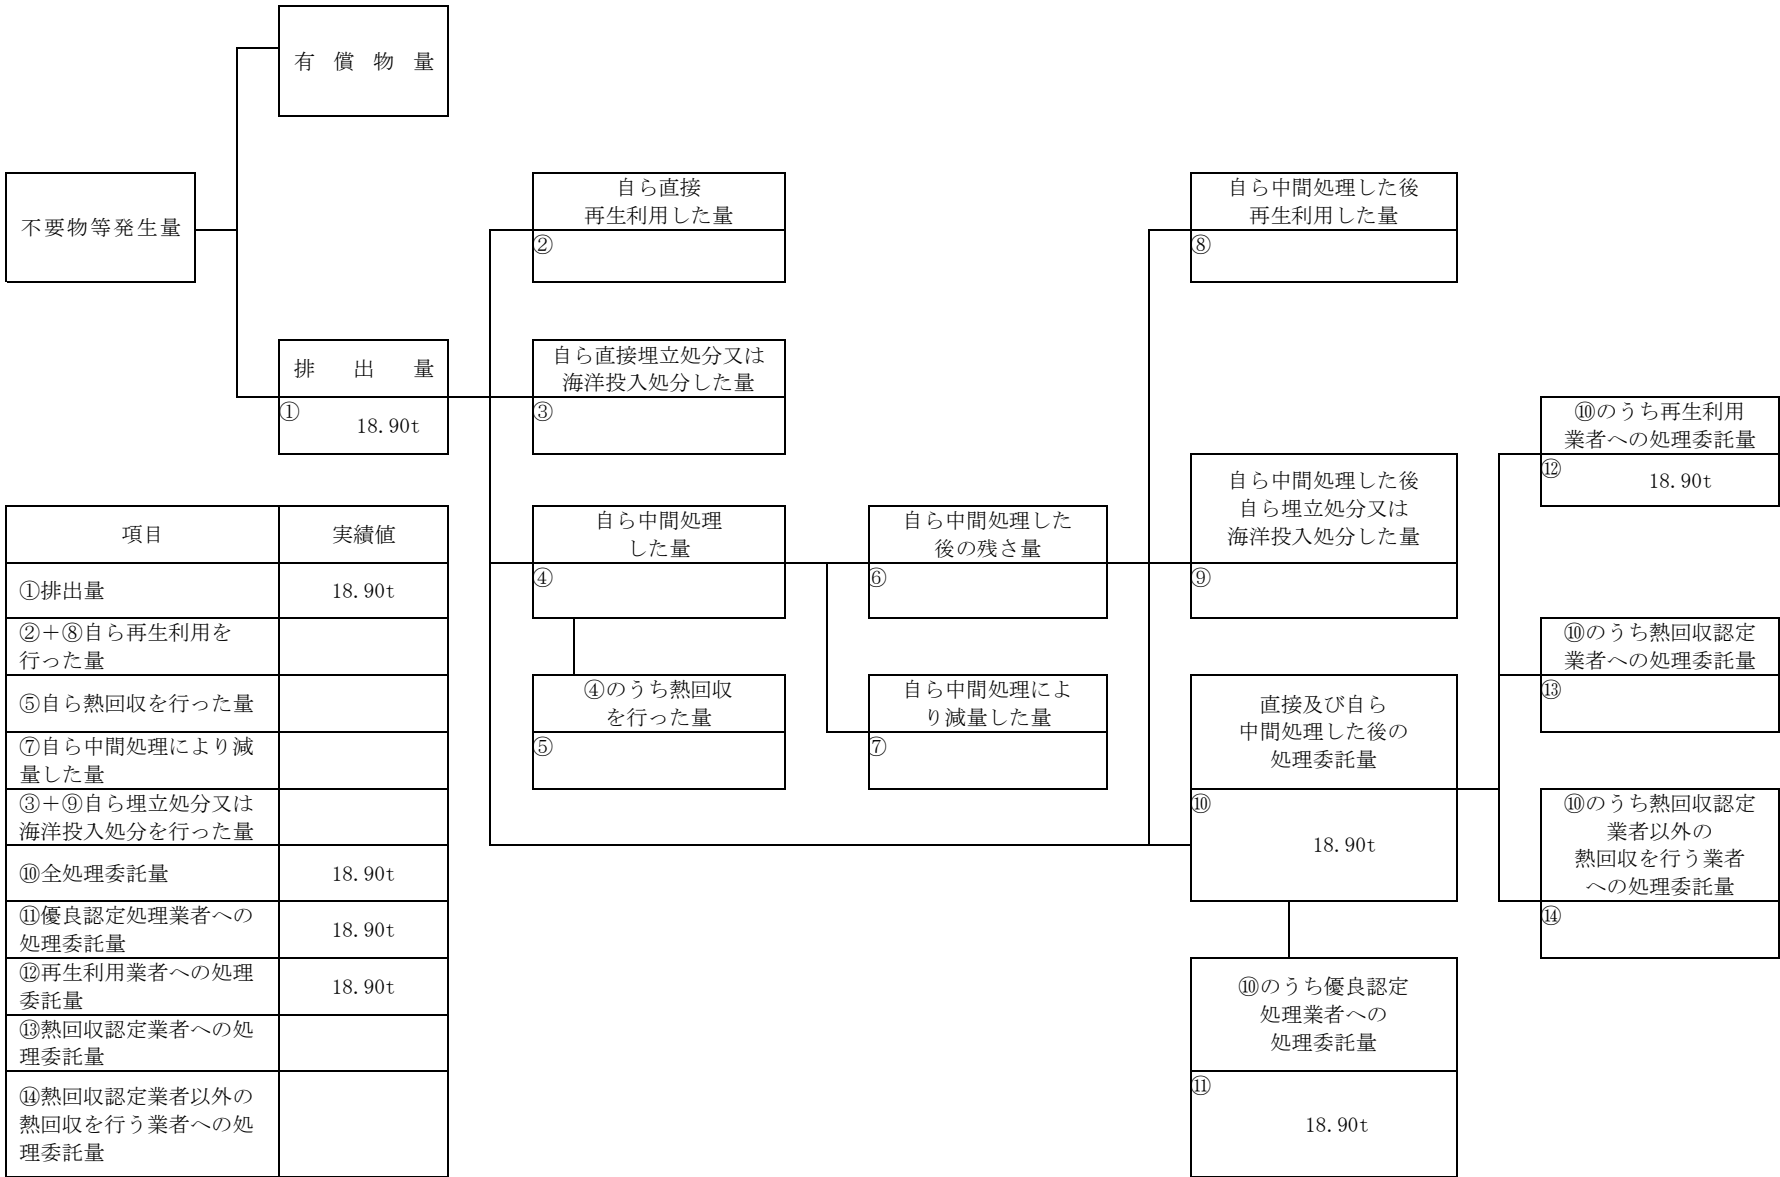 有償物量
不要物等発生量
排出量
①
18.90t
自ら直接
再生利用した量
②
自ら直接埋立処分又は
海洋投入処分した量
③
自ら中間処理
した量
④
④のうち熱回収
を行った量
⑤
自ら中間処理した
後の残さ量
⑥
自ら中間処理によ
り減量した量
⑦
自ら中間処理した後
再生利用した量
⑧
自ら中間処理した後
自ら埋立処分又は
海洋投入処分した量
⑨
直接及び自ら
中間処理した後の
処理委託量
⑩
18.90t
⑩のうち優良認定
処理業者への
処理委託量
⑪
18.90t
⑩のうち再生利用
業者への処理委託量
⑫
18.90t
⑩のうち熱回収認定
業者への処理委託量
⑬
⑩のうち熱回収認定
業者以外の
熱回収を行う業者
への処理委託量
⑭
項目 実績値
①排出量 18.90t
②＋⑧自ら再生利用を
行った量
⑤自ら熱回収を行った量
⑦自ら中間処理により減
量した量
③＋⑨自ら埋立処分又は
海洋投入処分を行った量
⑩全処理委託量 18.90t
⑪優良認定処理業者への
処理委託量
18.90t
⑫再生利用業者への処理
委託量
18.90t
⑬熱回収認定業者への処
理委託量
⑭熱回収認定業者以外の
熱回収を行う業者への処
理委託量